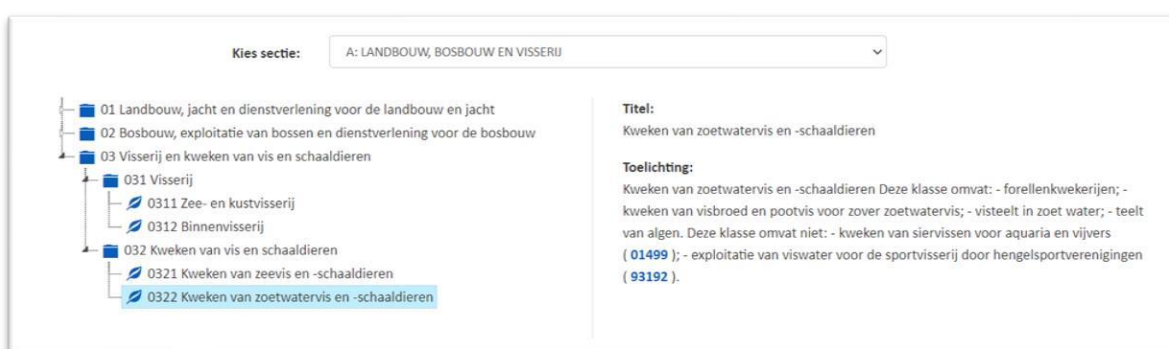 Kies sectie:
A: LANDBOUW, BOSBOUW EN VISSERIJ
01 Landbouw, jacht en dienstverlening voor de landbouw en jacht
02 Bosbouw, exploitatie van bossen en dienstverlening voor de bosbouw
03 Visserij en kweken van vis en schaaldieren
031 Visserij
0311 Zee- en kustvisserij
0312 Binnenvisserij
032 Kweken van vis en schaaldieren
0321 Kweken van zeevis en -schaaldieren
0322 Kweken van zoetwatervis en -schaaldieren
Titel:
Kweken van zoetwatervis en -schaaldieren
Toelichting:
Kweken van zoetwatervis en -schaaldieren Deze klasse omvat: - forellenkwekerijen; -
kweken van visbroed en pootvis voor zover zoetwatervis; - visteelt in zoet water; - teelt
van algen. Deze klasse omvat niet: - kweken van siervissen voor aquaria en vijvers
( 01499 ); - exploitatie van viswater voor de sportvisserij door hengelsportverenigingen
( 93192 ).